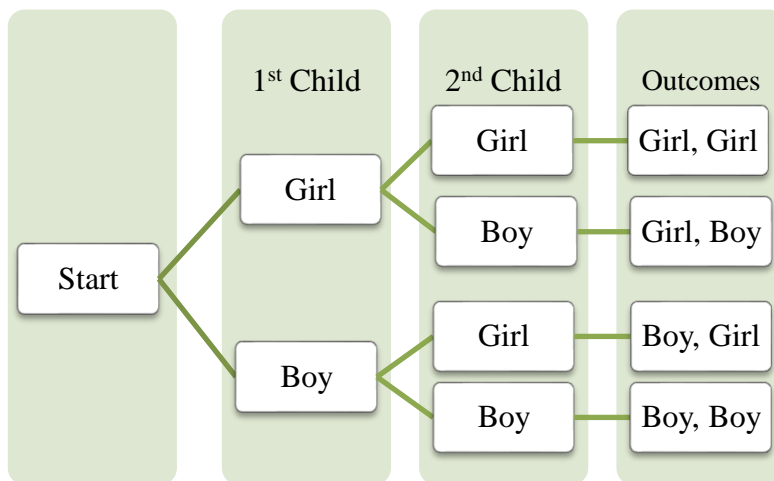 1st Child
2nd Child
Outcomes
Start
Girl
Girl
Girl, Girl
Boy
Girl, Boy
Boy
Girl
Boy, Girl
Boy
Boy, Boy